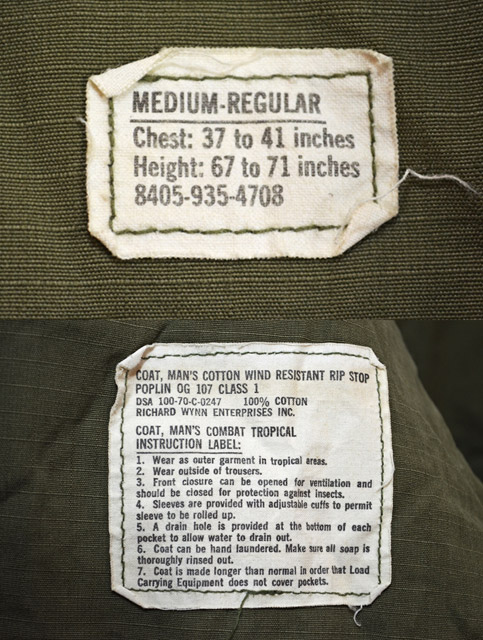 MEDIUM-REGULAR
Chest: 37 to 41 inches
Height: 67 to 71 inches
8405-935-4708
COAT, MAN'S COTTON WIND RESISTANT RIP STOP
POPLIN OG 107 CLASS 1
DSA 100-70-C-0247 100% COTTON
RICHARD WYNN ENTERPRISES INC.
COAT, MAN'S COMBAT TROPICAL
INSTRUCTION LABEL:
1. Wear as outer garment in tropical areas.
2. Wear outside of trousers.
3. Front closure can be opened for ventilation and
should be closed for protection against insects.
4. Sleeves are provided with adjustable cuffs to permit
sleeve to be rolled up.
5. A drain hole is provided at the bottom of each
pocket to allow water to drain out.
6. Coat can be hand laundered. Make sure all soap is
thoroughly rinsed out.
7. Coat is made longer than normal in order that Load
Carrying Equipment does not cover pockets.